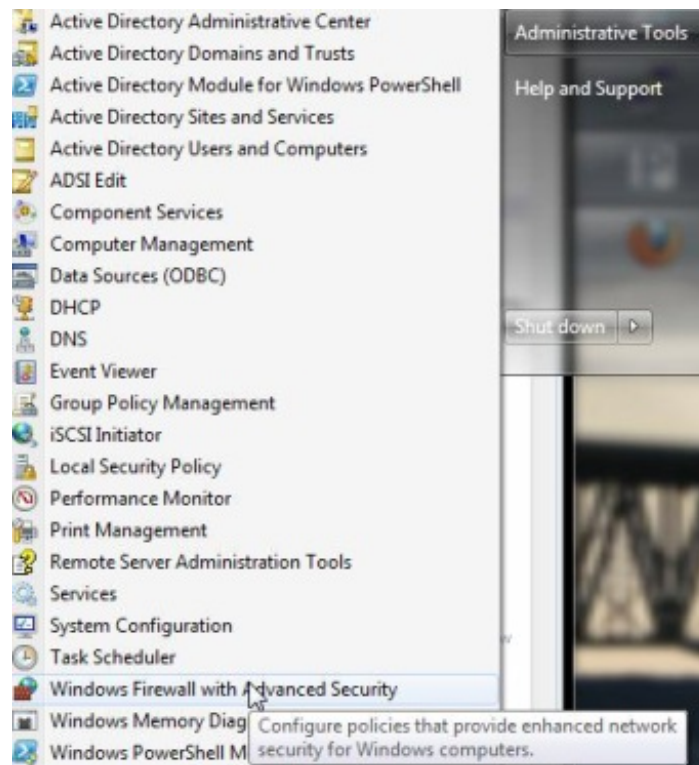 Active Directory Administrative Center
Active Directory Domains and Trusts
Active Directory Module for Windows PowerShell
Active Directory Sites and Services
Active Directory Users and Computers
ADSI Edit
Component Services
Computer Management
Data Sources (ODBC)
DHCP
DNS
Event Viewer
Group Policy Management
iSCSI Initiator
Local Security Policy
Performance Monitor
Print Management
Remote Server Administration Tools
Services
System Configuration
Task Scheduler
Windows Firewall with Advanced Security
Windows Memory Diag
Windows PowerShell M
Configure policies that provide enhanced network
security for Windows computers.
Administrative Tools
Help and Support
Shut down